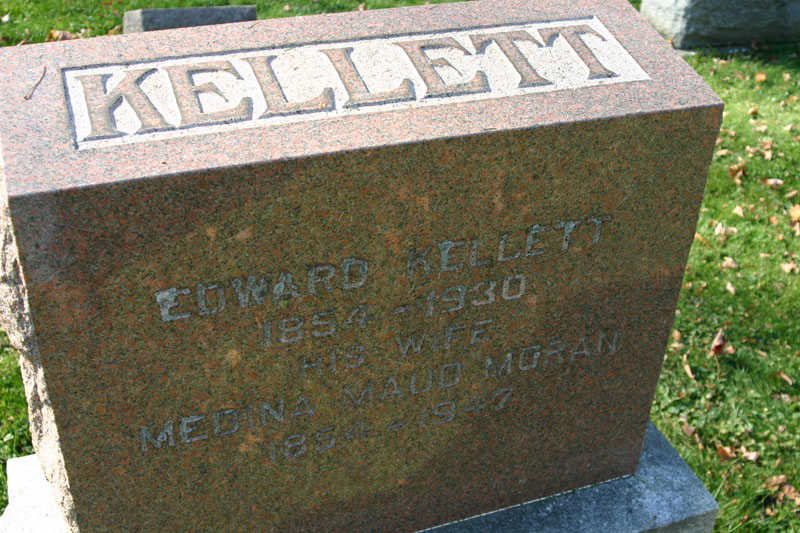 KELLETT
EDWARD KELLETT
1854 - 1930
HIS WIFE
MEDINA MAUD MORAN